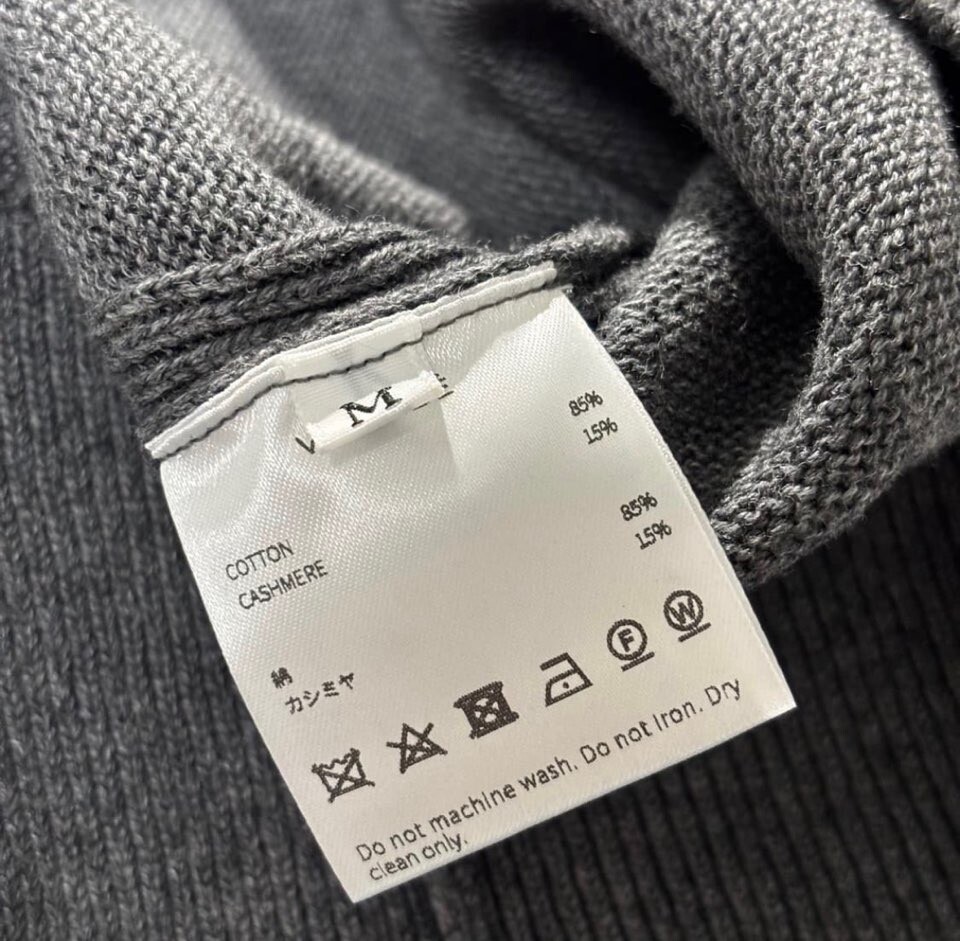 M
COTTON 85%
CASHMERE 15%
綿 85%
カシミヤ 15%
F W
Do not machine wash. Do not Iron. Dry
clean only.